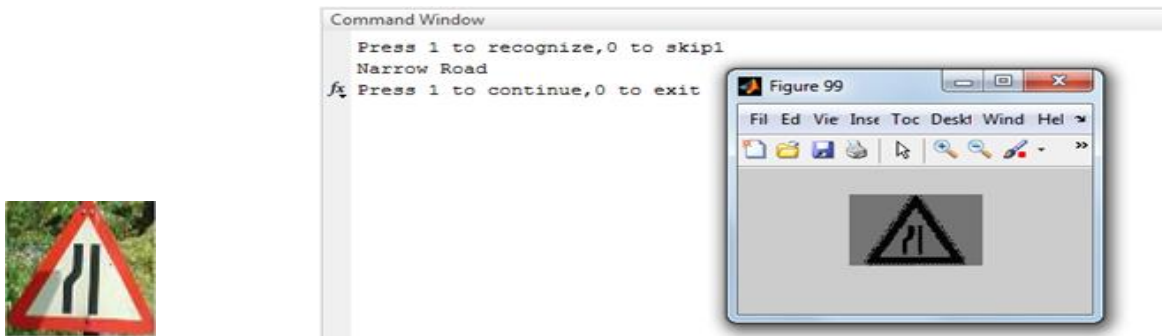 Command Window
Press 1 to recognize,0 to skip1
Narrow Road
fx Press 1 to continue,0 to exit
Figure 99
Fil Ed Vie Inse Toc Deskt Wind Hel